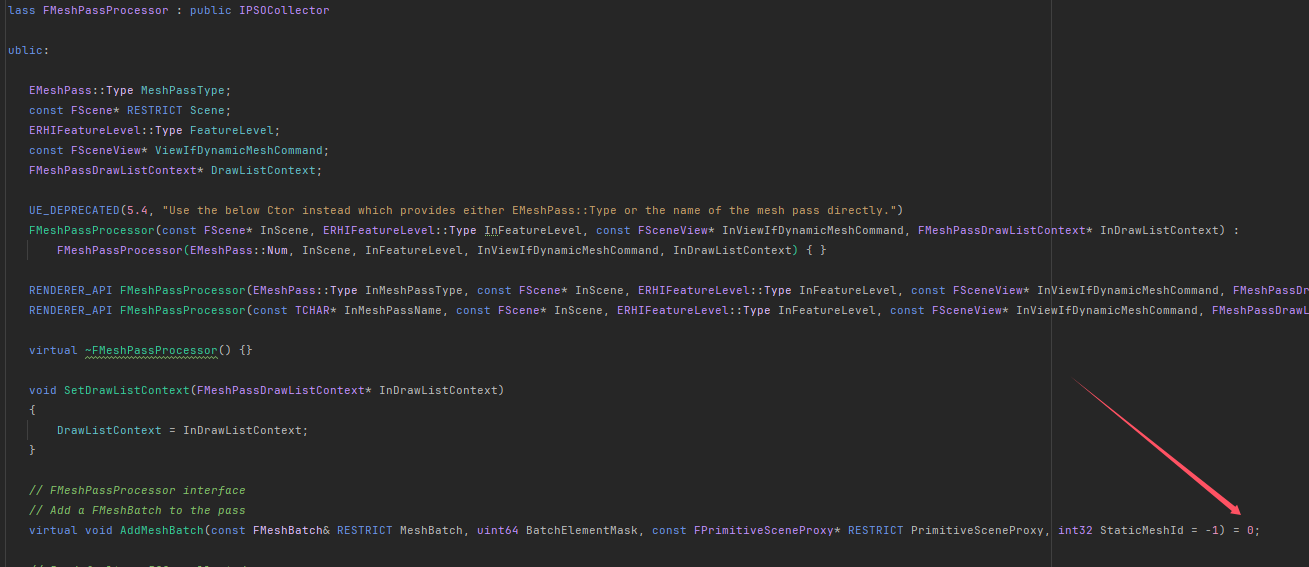 lass FMeshPassProcessor : public IPSOCollector
ublic:
EMeshPass::Type MeshPassType;
const FScene* RESTRICT Scene;
ERHIFeatureLevel::Type FeatureLevel;
const FSceneView* ViewIfDynamicMeshCommand;
FMeshPassDrawListContext* DrawListContext;
UE_DEPRECATED(5.4, "Use the below Ctor instead which provides either EMeshPass::Type or the name of the mesh pass directly.")
FMeshPassProcessor(const FScene* InScene, ERHIFeatureLevel::Type InFeatureLevel, const FSceneView* InViewIfDynamicMeshCommand, FMeshPassDrawListContext* InDrawListContext) :
FMeshPassProcessor(EMeshPass::Num, InScene, InFeatureLevel, InViewIfDynamicMeshCommand, InDrawListContext) { }
RENDERER_API FMeshPassProcessor(EMeshPass::Type InMeshPassType, const FScene* InScene, ERHIFeatureLevel::Type InFeatureLevel, const FSceneView* InViewIfDynamicMeshCommand, FMeshPassDr
RENDERER_API FMeshPassProcessor(const TCHAR* InMeshPassName, const FScene* InScene, ERHIFeatureLevel::Type InFeatureLevel, const FSceneView* InViewIfDynamicMeshCommand, FMeshPassDrawL
virtual ~FMeshPassProcessor() {}
void SetDrawListContext(FMeshPassDrawListContext* InDrawListContext)
{
DrawListContext = InDrawListContext;
}
// FMeshPassProcessor interface
// Add a FMeshBatch to the pass
virtual void AddMeshBatch(const FMeshBatch& RESTRICT MeshBatch, uint64 BatchElementMask, const FPrimitiveSceneProxy* RESTRICT PrimitiveSceneProxy, int32 StaticMeshId = -1) = 0;